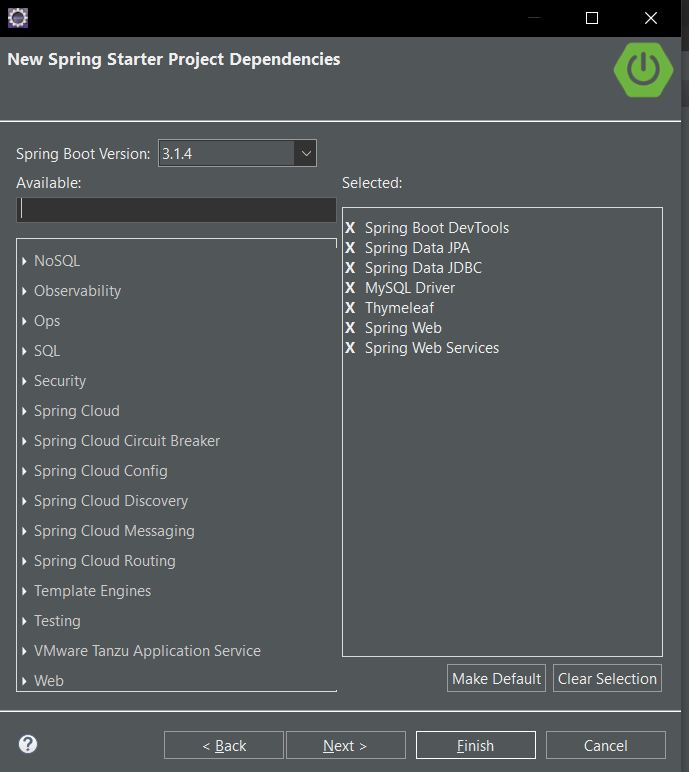 New Spring Starter Project Dependencies
Spring Boot Version: 3.1.4
Available:
Selected:
NoSQL
Observability
Ops
SQL
Security
Spring Cloud
Spring Cloud Circuit Breaker
Spring Cloud Config
Spring Cloud Discovery
Spring Cloud Messaging
Spring Cloud Routing
Template Engines
Testing
VMware Tanzu Application Service
Web
X Spring Boot DevTools
X Spring Data JPA
X Spring Data JDBC
X MySQL Driver
X Thymeleaf
X Spring Web
X Spring Web Services
Make Default Clear Selection
? < Back Next > Finish Cancel